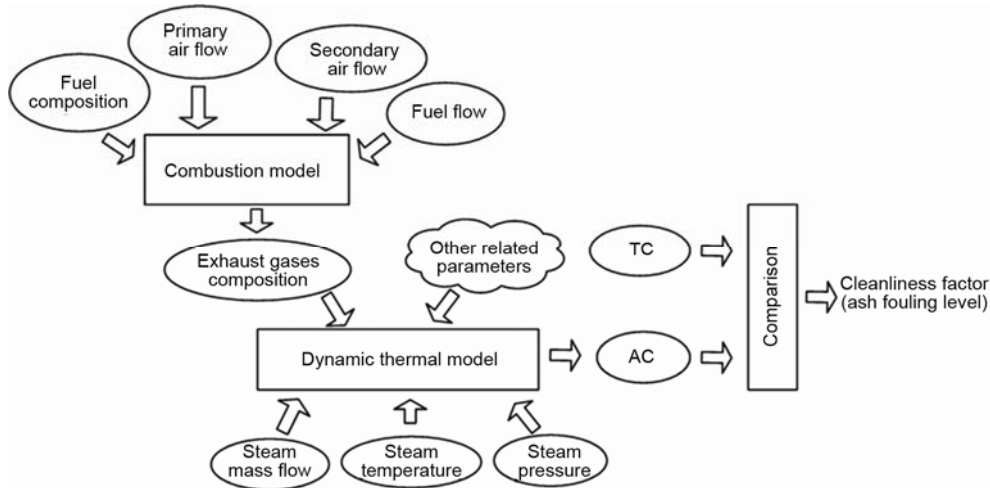 Primary
air flow
Secondary
air flow
Fuel
composition
Fuel flow
Combustion model
Exhaust gases
composition
Other related
parameters
TC
Comparison
Cleanliness factor
(ash fouling level)
Dynamic thermal model
AC
Steam
mass flow
Steam
temperature
Steam
pressure